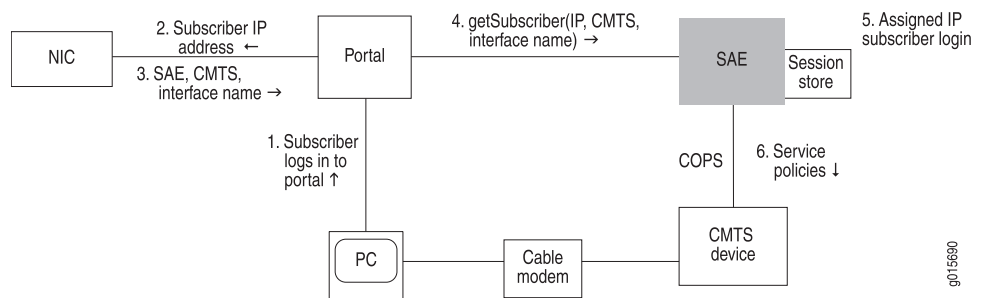 2. Subscriber IP
address ←
4. getSubscriber(IP, CMTS,
interface name) →
5. Assigned IP
subscriber login
NIC
Portal
SAE
Session
store
3. SAE, CMTS,
interface name →
1. Subscriber
logs in to
portal ↑
COPS
6. Service
policies ↓
PC
Cable
modem
CMTS
device
g015690